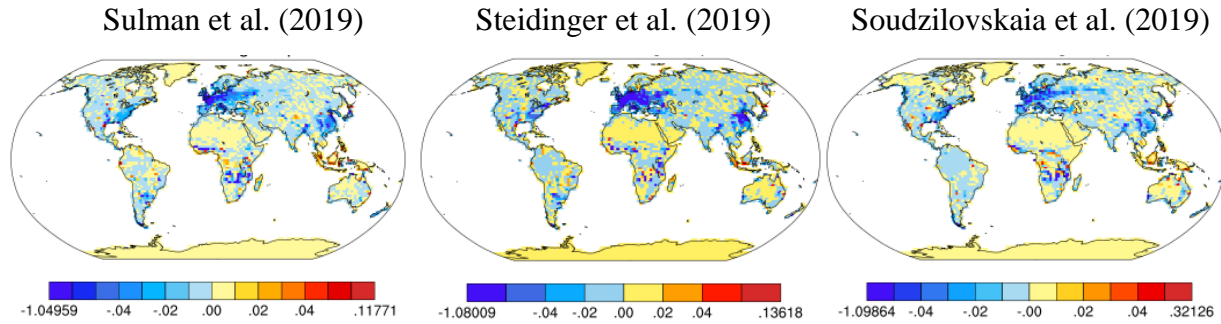 Sulman et al. (2019)
Steidinger et al. (2019)
Soudzilovskaia et al. (2019)
-1.04959 -.04 -.02 .00 .02 .04 .11771
-1.08009 -.04 -.02 .00 .02 .04 .13618
-1.09864 -.04 -.02 .00 .02 .04 .32126